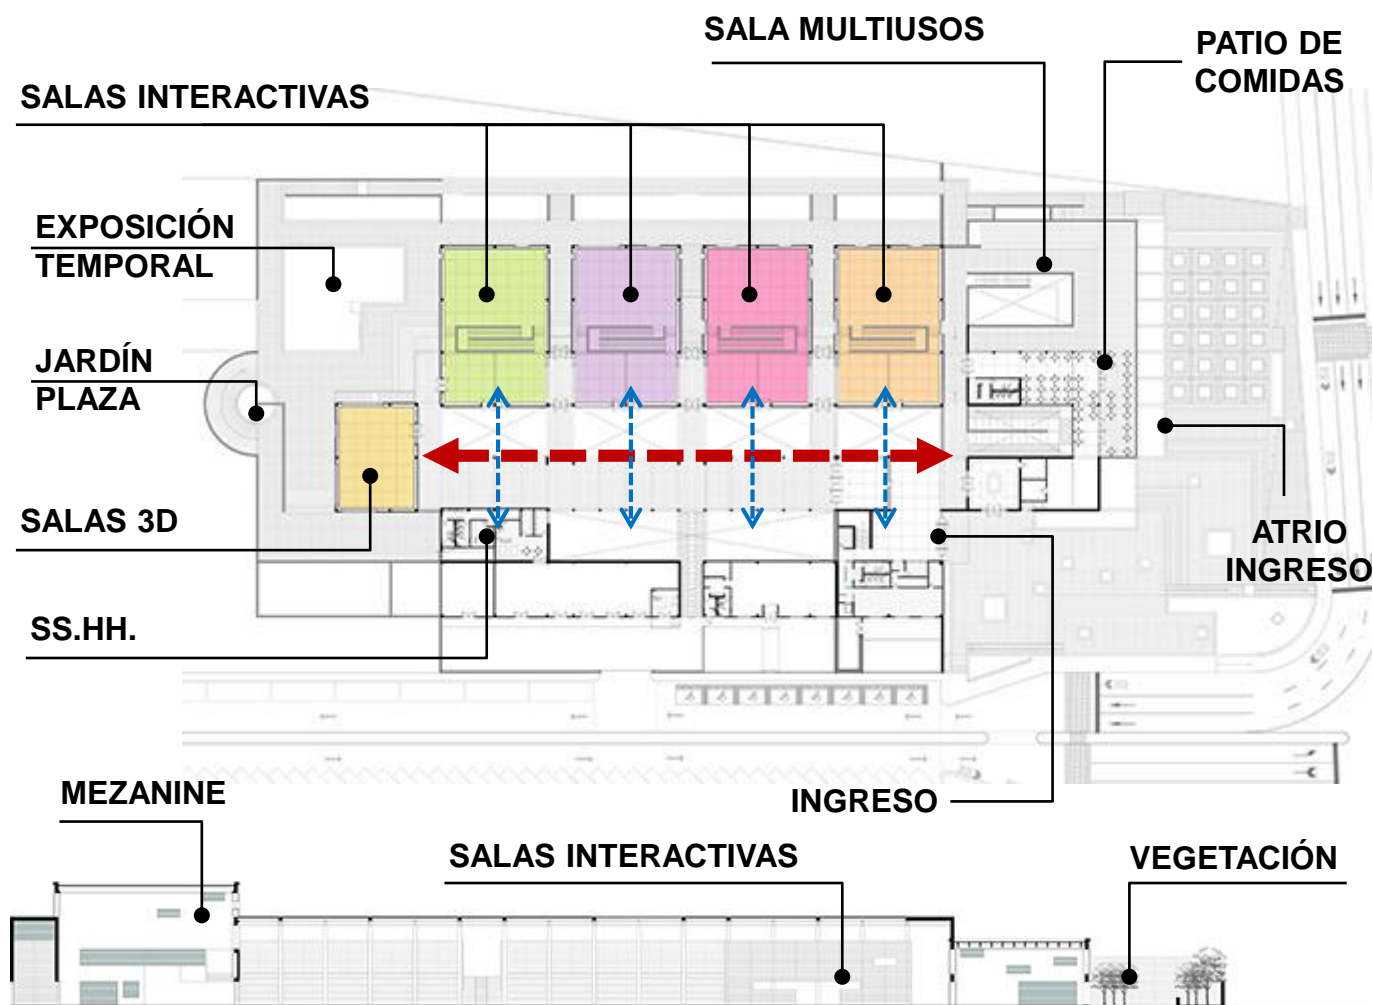 SALA MULTIUSOS
PATIO DE
COMIDAS
SALAS INTERACTIVAS
EXPOSICIÓN
TEMPORAL
JARDÍN
PLAZA
SALAS 3D
ATRIO
INGRESO
SS.HH.
MEZANINE
INGRESO
SALAS INTERACTIVAS
VEGETACIÓN